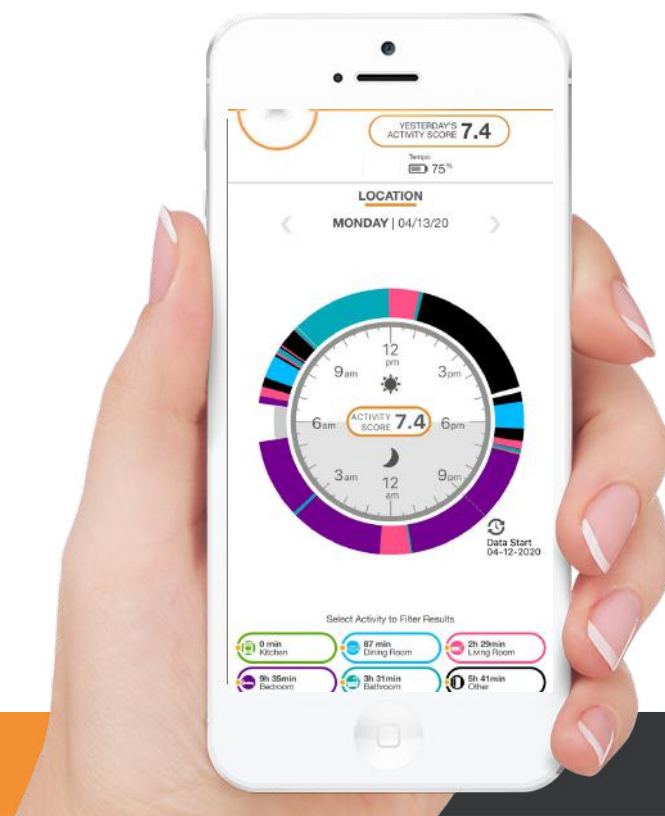 YESTERDAY'S
ACTIVITY SCORE 7.4
Tempo
75%
LOCATION
MONDAY | 04/13/20
12
pm
9am
3pm
6am
ACTIVITY
SCORE 7.4
6pm
3am
12
am
9pm
Data Start
04-12-2020
Select Activity to Filter Results
9 min
Kitchen
87 min
Dining Room
2h 29min
Living Room
9h 35min
Bedroom
3h 31min
Bathroom
5h 41min
Other